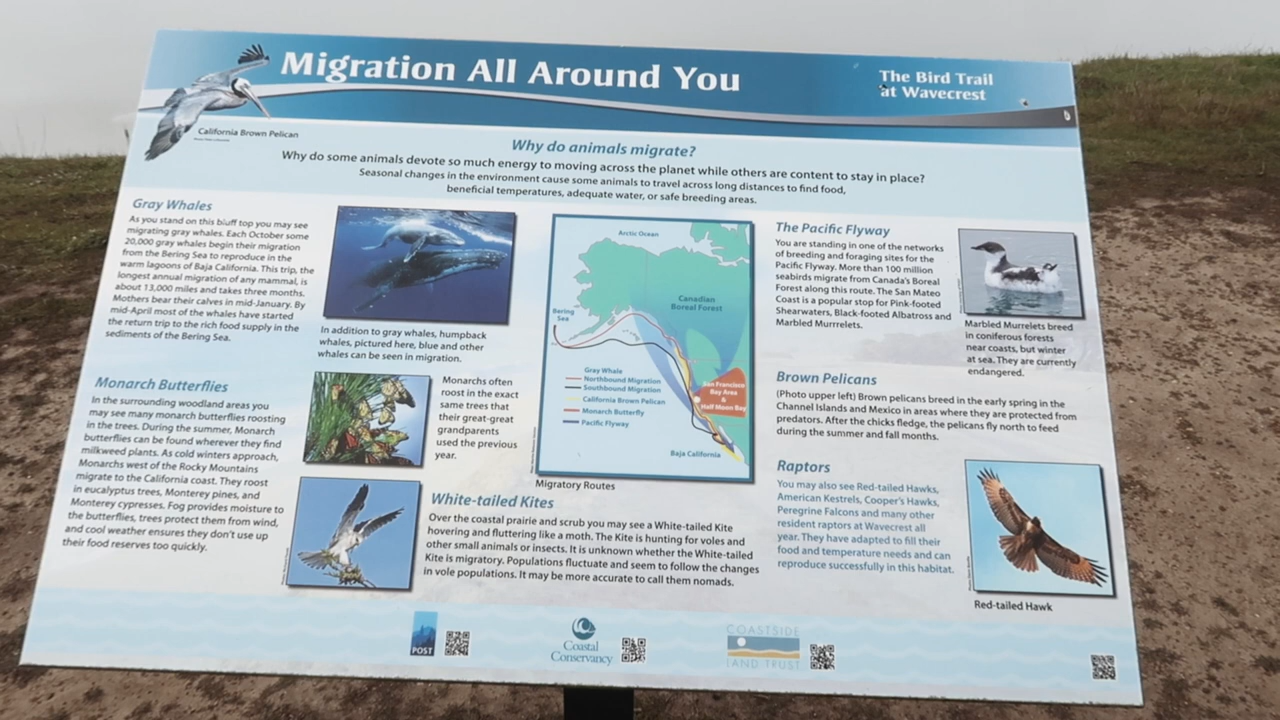 Migration All Around You
The Bird Trail
at Wavecrest
California Brown Pelican
Why do animals migrate?
Why do some animals devote so much energy to moving across the planet while others are content to stay in place?
Seasonal changes in the environment cause some animals to travel across long distances to find food,
beneficial temperatures, adequate water, or safe breeding areas.
Gray Whales
As you stand on this bluff top you may see
migrating gray whales. Each October some
20,000 gray whales begin their migration
from the Bering Sea to reproduce in the
warm lagoons of Baja California. This trip, the
longest annual migration of any mammal, is
about 13,000 miles and takes three months.
Mothers bear their calves in mid-January. By
mid-April most of the whales have started
the return trip to the rich food supply in the
sediments of the Bering Sea.
In addition to gray whales, humpback
whales, pictured here, blue and other
whales can be seen in migration.
Monarch Butterflies
In the surrounding woodland areas you
may see many monarch butterflies roosting
in the trees. During the summer, Monarch
butterflies can be found wherever they find
milkweed plants. As cold winters approach,
Monarchs west of the Rocky Mountains
migrate to the California coast. They roost
in eucalyptus trees, Monterey pines, and
Monterey cypresses. Fog provides moisture to
the butterflies, trees protect them from wind,
and cool weather ensures they don't use up
their food reserves too quickly.
Monarchs often
roost in the exact
same trees that
their great-great
grandparents
used the previous
year.
White-tailed Kites
Over the coastal prairie and scrub you may see a White-tailed Kite
hovering and fluttering like a moth. The Kite is hunting for voles and
other small animals or insects. It is unknown whether the White-tailed
Kite is migratory. Populations fluctuate and seem to follow the changes
in vole populations. It may be more accurate to call them nomads.
Arctic Ocean
Canadian
Boreal Forest
Bering
Sea
Gray Whale
Northbound Migration
Southbound Migration
California Brown Pelican
Monarch Butterfly
Pacific Flyway
San Francisco
Bay Area
&
Half Moon Bay
Baja California
Migratory Routes
The Pacific Flyway
You are standing in one of the networks
of breeding and foraging sites for the
Pacific Flyway. More than 100 million
seabirds migrate from Canada's Boreal
Forest along this route. The San Mateo
Coast is a popular stop for Pink-footed
Shearwaters, Black-footed Albatross and
Marbled Murrrelets.
Marbled Murrelets breed
in coniferous forests
near coasts, but winter
at sea. They are currently
endangered.
Brown Pelicans
(Photo upper left) Brown pelicans breed in the early spring in the
Channel Islands and Mexico in areas where they are protected from
predators. After the chicks fledge, the pelicans fly north to feed
during the summer and fall months.
Raptors
You may also see Red-tailed Hawks,
American Kestrels, Cooper's Hawks,
Peregrine Falcons and many other
resident raptors at Wavecrest all
year. They have adapted to fill their
food and temperature needs and can
reproduce successfully in this habitat.
Red-tailed Hawk
POST
Coastal
Conservancy
COASTSIDE
LAND TRUST